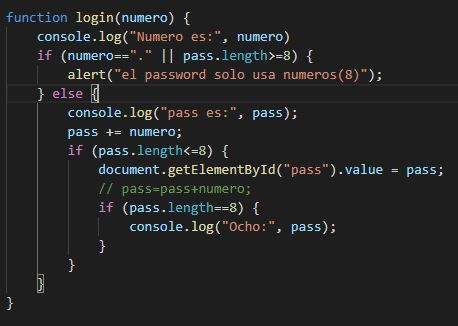 function login(numero) {
    console.log("Numero es:", numero)
    if (numero=="." || pass.length>=8) {
        alert("el password solo usa numeros(8)");
    } else {
        console.log("pass es:", pass);
        pass += numero;
        if (pass.length<=8) {
            document.getElementById("pass").value = pass;
            // pass=pass+numero;
            if (pass.length==8) {
                console.log("Ocho:", pass);
            }
        }
    }
}